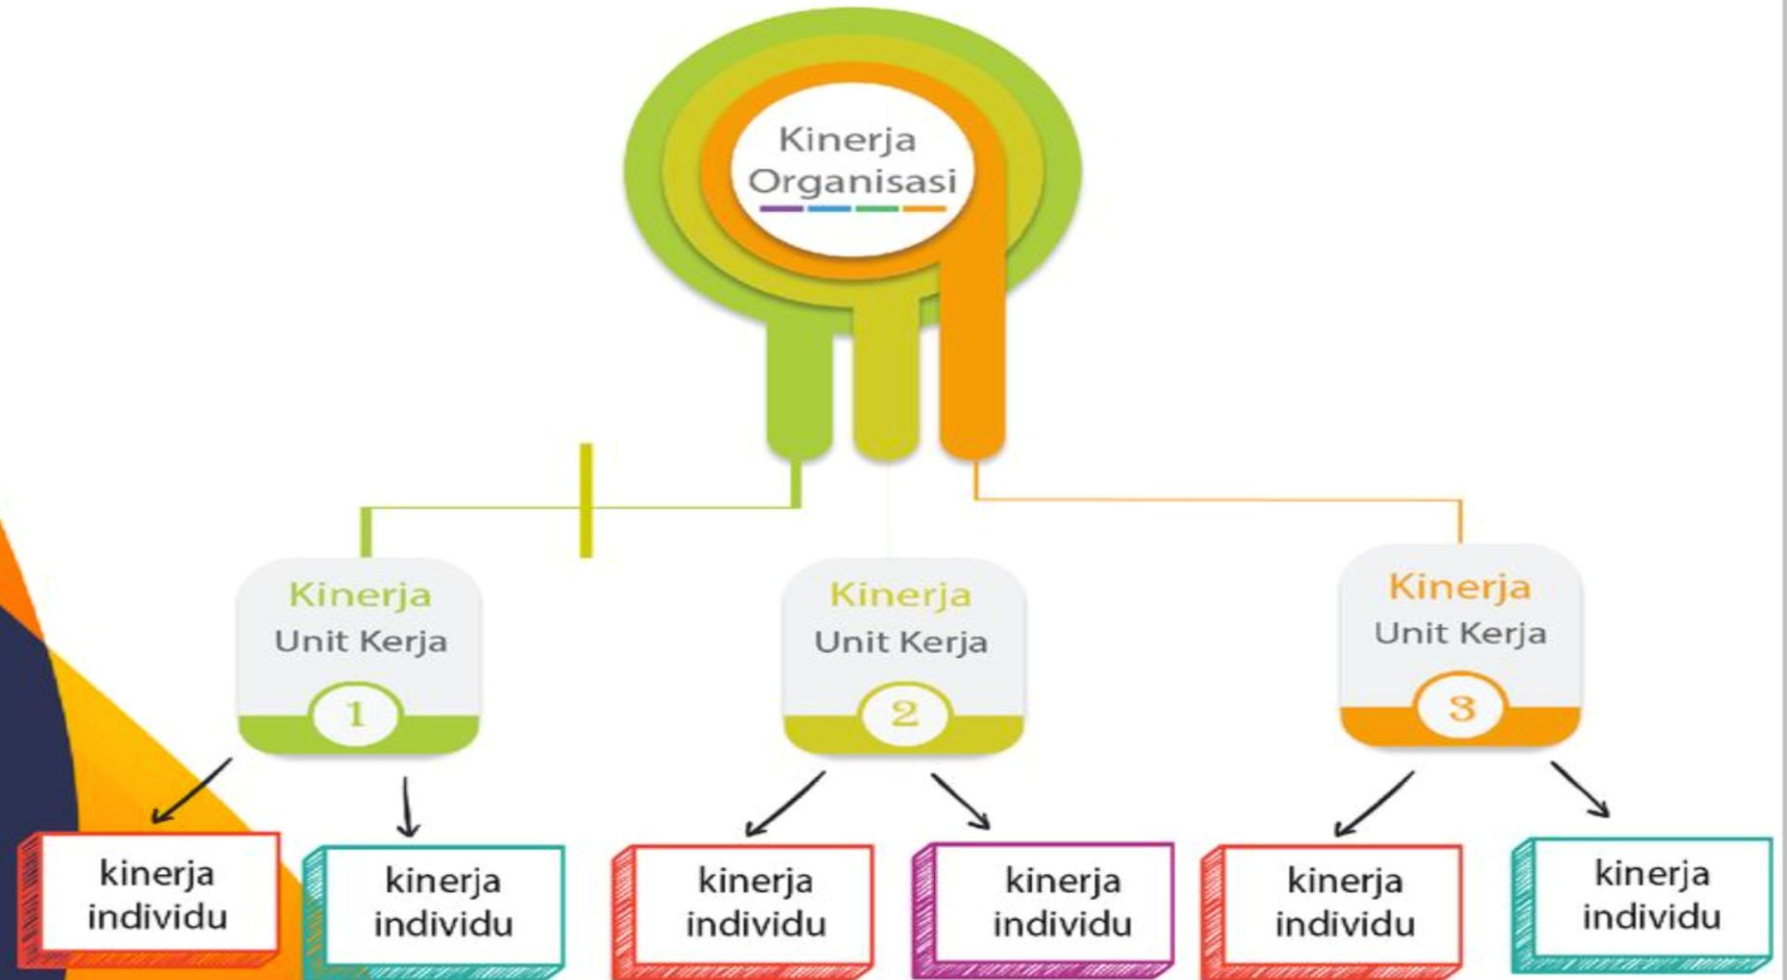 Kinerja
Organisasi
Kinerja
Unit Kerja
1
Kinerja
Unit Kerja
2
Kinerja
Unit Kerja
3
kinerja
individu
kinerja
individu
kinerja
individu
kinerja
individu
kinerja
individu
kinerja
individu